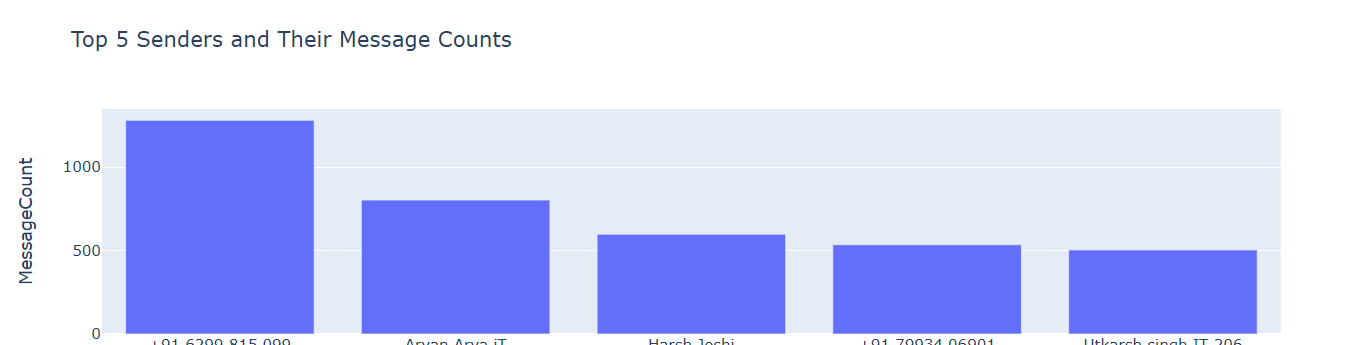 Top 5 Senders and Their Message Counts
MessageCount
1000
500
0
+91 6299 815 099
Aryan Arya iT
Harsh Joshi
+91 79934 06901
Utkarsh singh IT 206